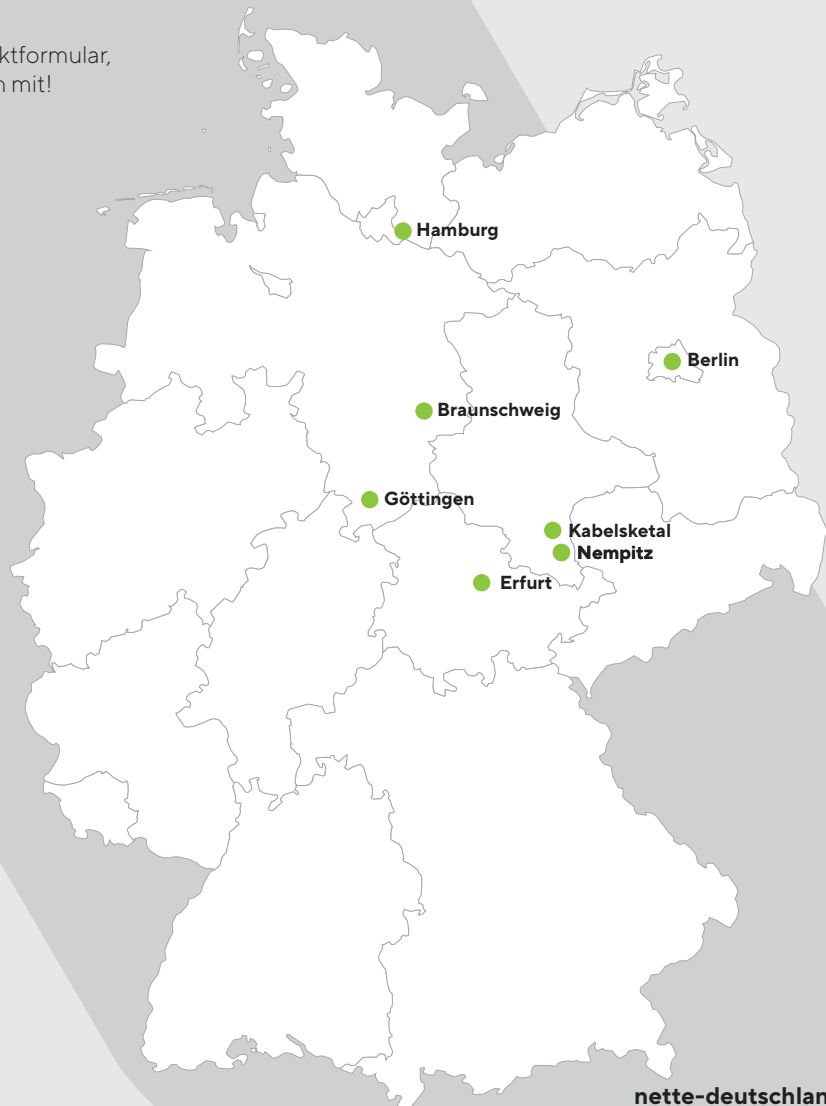 ktformular,
mit!
Hamburg
Berlin
Braunschweig
Göttingen
Kabelsketal
Nempitz
Erfurt
nette-deutschlan